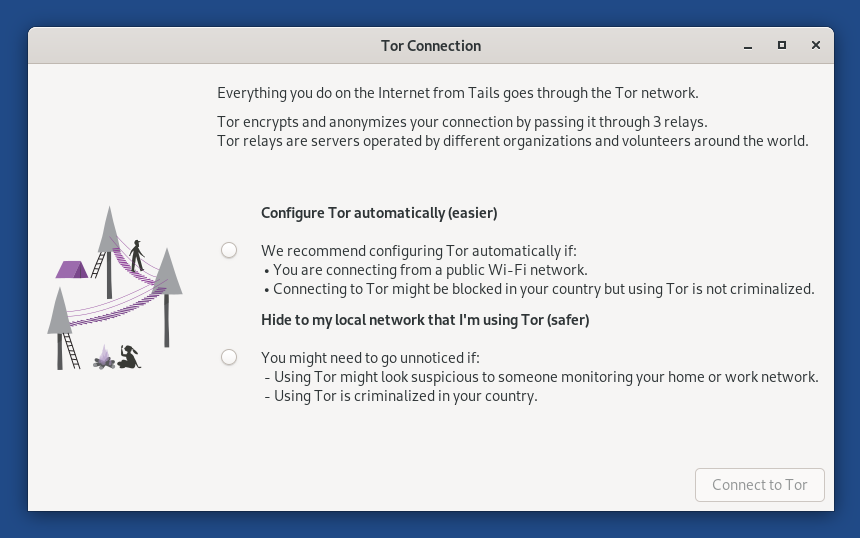 Tor Connection
Everything you do on the Internet from Tails goes through the Tor network.
Tor encrypts and anonymizes your connection by passing it through 3 relays.
Tor relays are servers operated by different organizations and volunteers around the world.
Configure Tor automatically (easier)
We recommend configuring Tor automatically if:
• You are connecting from a public Wi-Fi network.
• Connecting to Tor might be blocked in your country but using Tor is not criminalized.
Hide to my local network that I'm using Tor (safer)
You might need to go unnoticed if:
- Using Tor might look suspicious to someone monitoring your home or work network.
- Using Tor is criminalized in your country.
Connect to Tor